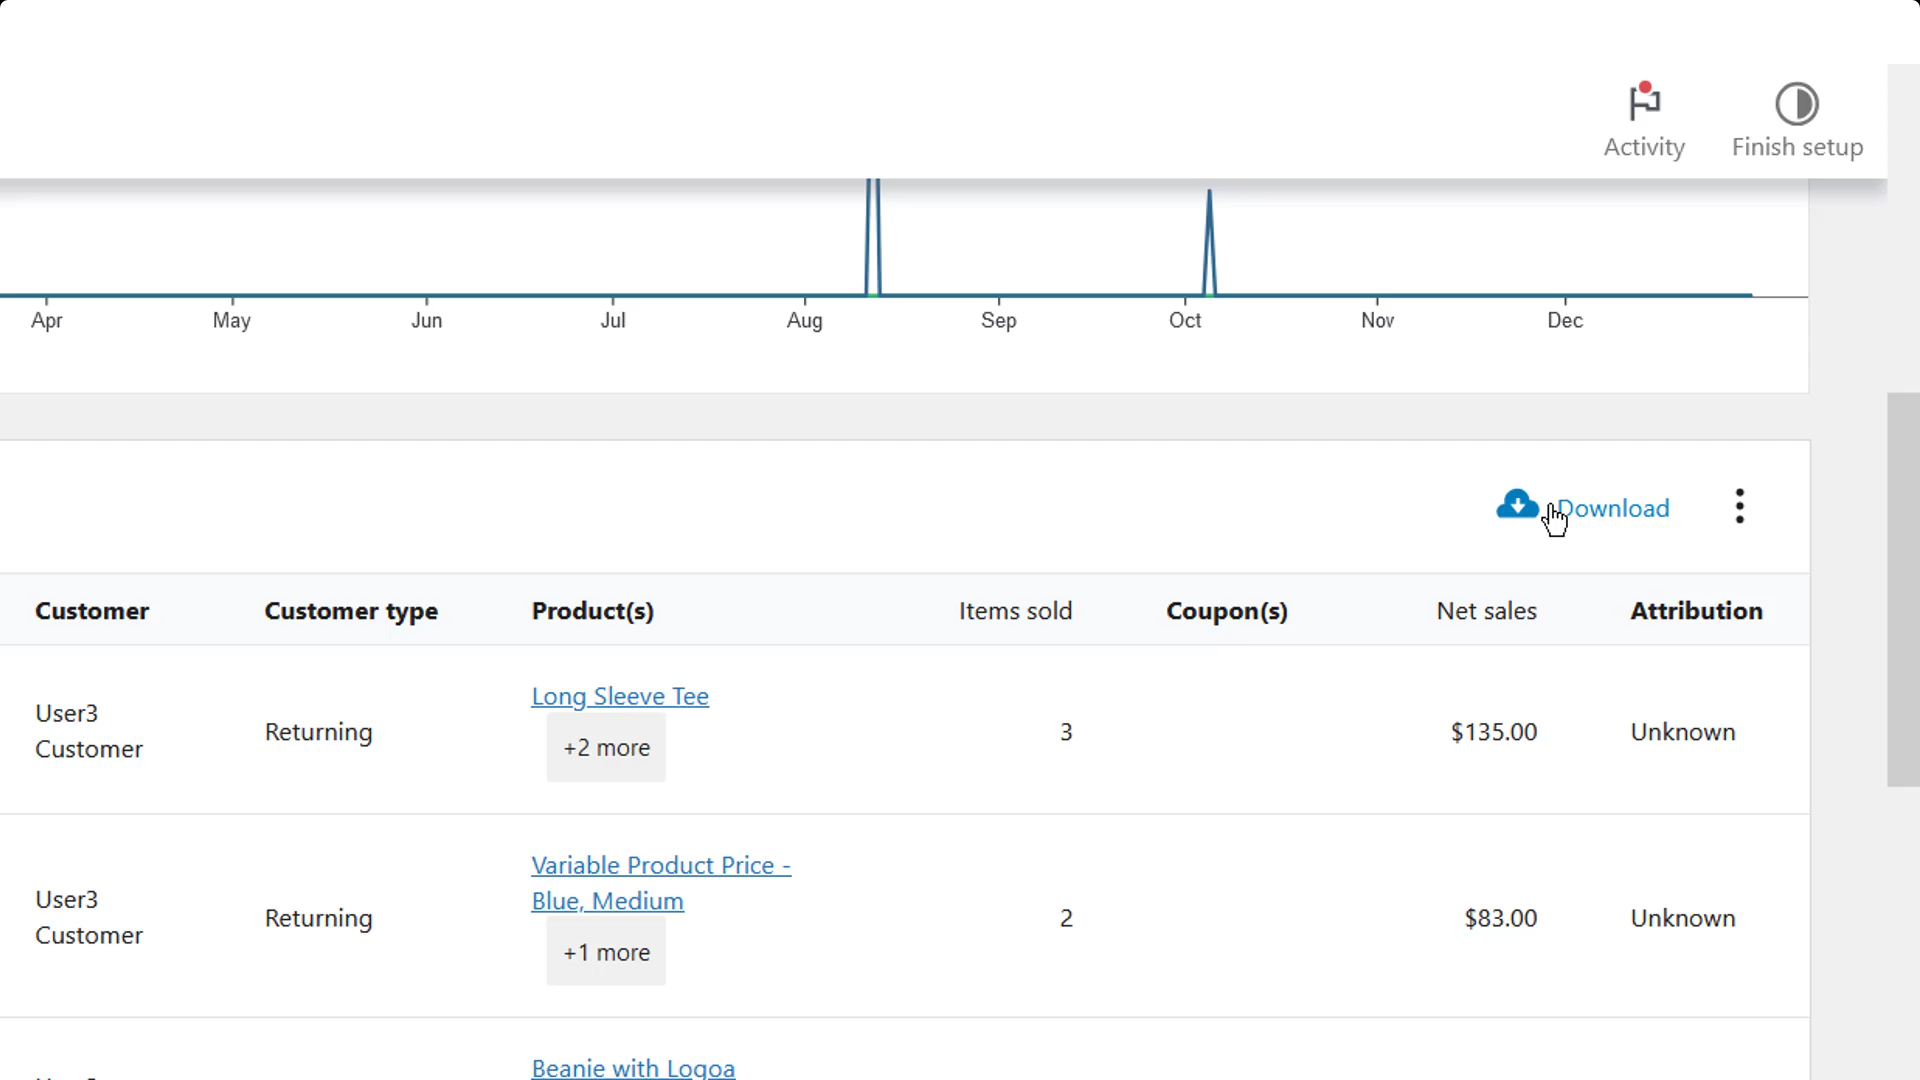 Activity
Finish setup
Apr May Jun Jul Aug Sep Oct Nov Dec
Download
Customer Customer type Product(s) Items sold Coupon(s) Net sales Attribution
User3
Customer
Returning
Long Sleeve Tee
+2 more
3
$135.00
Unknown
User3
Customer
Returning
Variable Product Price -
Blue, Medium
+1 more
2
$83.00
Unknown
Beanie with Logoa